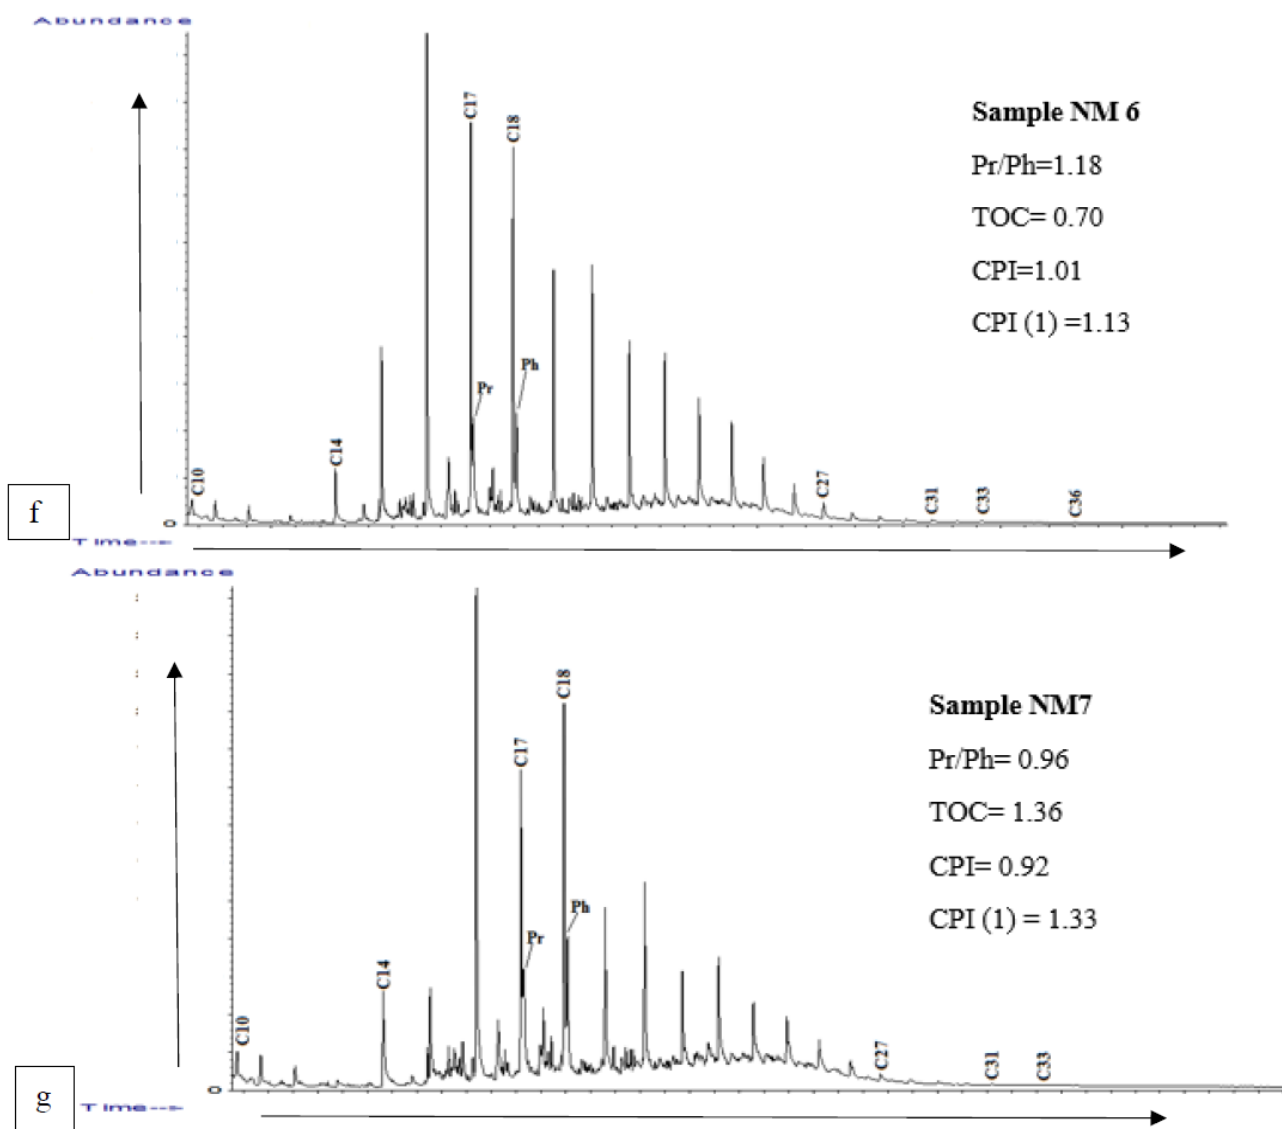 Abundance
C17
C18
Sample NM 6
Pr/Ph=1.18
TOC= 0.70
CPI=1.01
CPI (1) =1.13
Pr
Ph
C14
C10
C27
C31
C33
C36
f
0
Time-->
Abundance
C18
C17
Sample NM7
Pr/Ph= 0.96
TOC= 1.36
CPI= 0.92
CPI (1) = 1.33
Ph
Pr
C14
C10
C27
C31
C33
g
0
Time-->